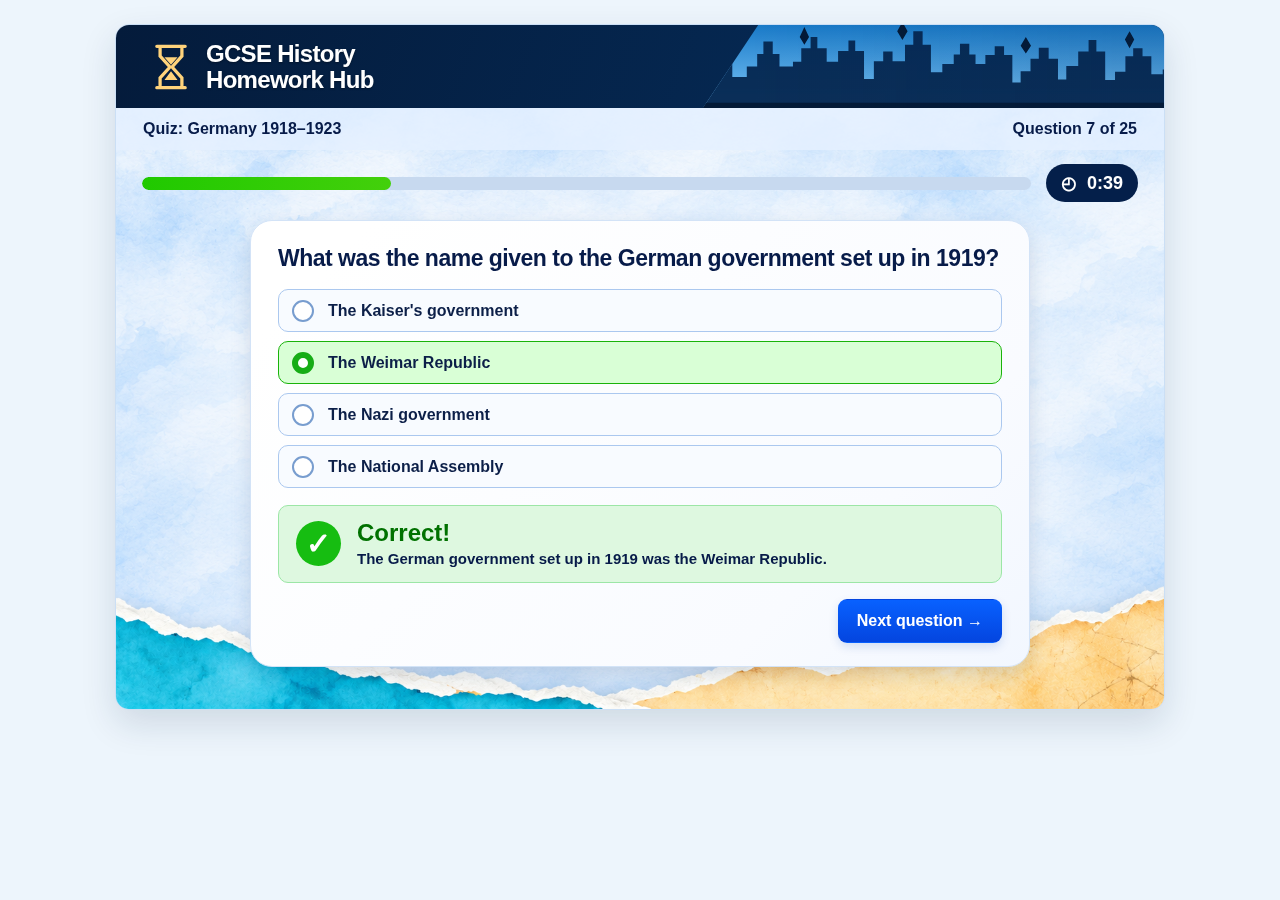 GCSE History
Homework Hub
Quiz: Germany 1918–1923
Question 7 of 25
0:39
What was the name given to the German government set up in 1919?
The Kaiser's government
The Weimar Republic
The Nazi government
The National Assembly
✓
Correct!
The German government set up in 1919 was the Weimar Republic.
Next question →